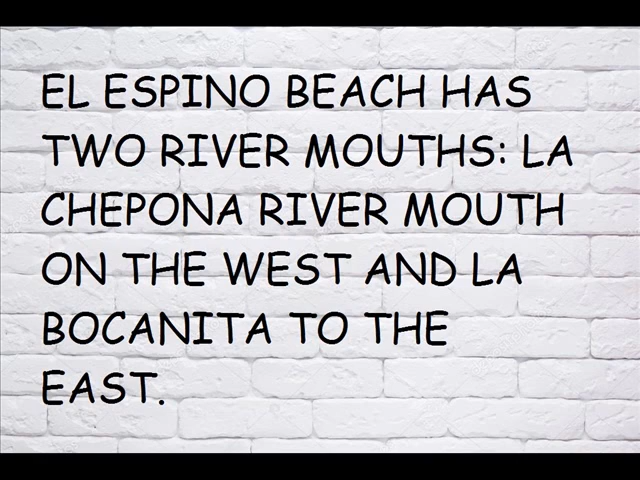 EL ESPINO BEACH HAS
TWO RIVER MOUTHS: LA
CHEPONA RIVER MOUTH
ON THE WEST AND LA
BOCANITA TO THE
EAST.